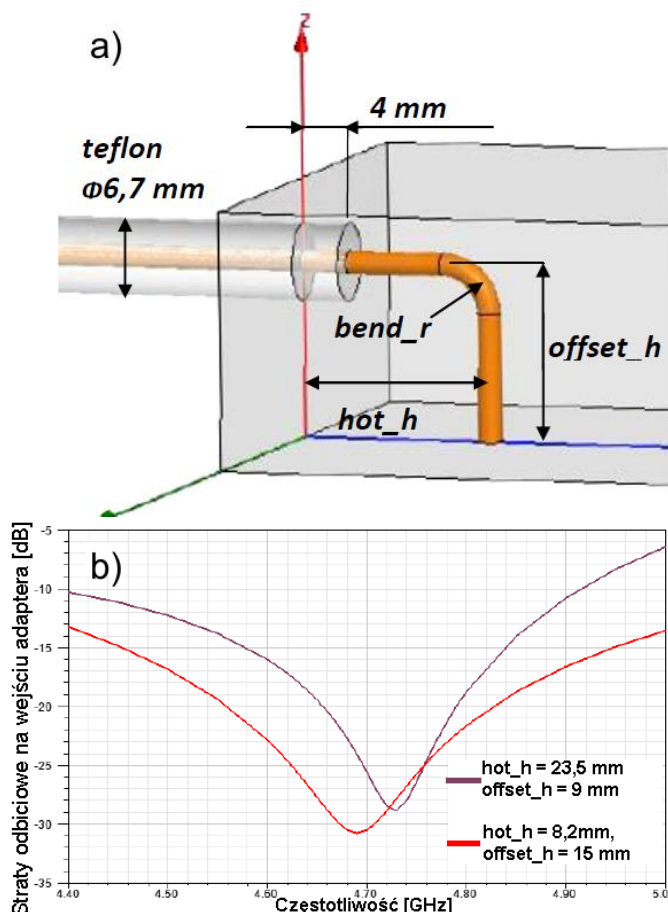 a)
z
4 mm
teflon
Φ6,7 mm
bend_r
offset_h
hot_h
b)
Straty odbiciowe na wejściu adaptera [dB]
-5
-10
-15
-20
-25
-30
-35
hot_h = 23,5 mm
offset_h = 9 mm
hot_h = 8,2mm,
offset_h = 15 mm
4.40 4.50 4.60 4.70 4.80 4.90 5.0
Częstotliwość [GHz]